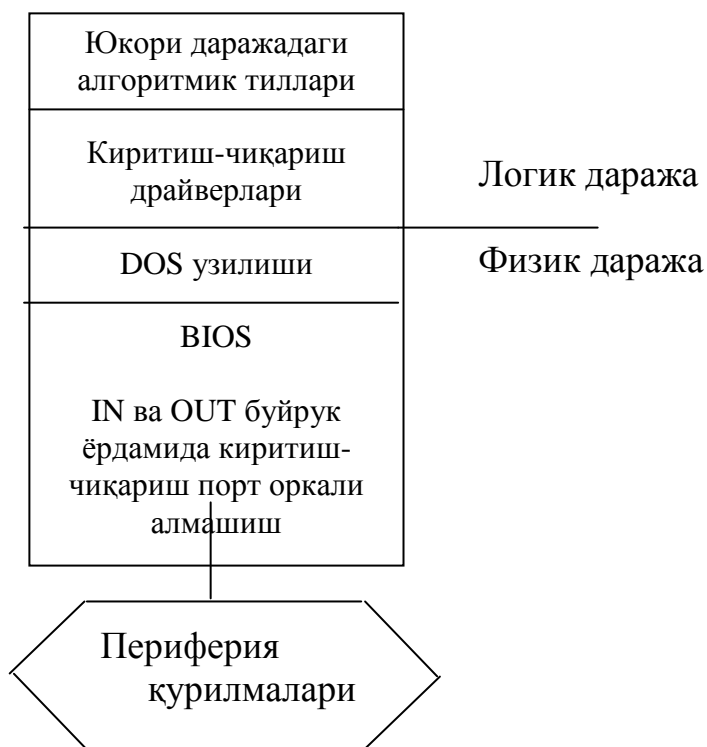 Юкори даражадаги
алгоритмик тиллари
Киритиш-чиқариш
драйверлари
Логик даража
DOS узилиши
Физик даража
BIOS
IN ва OUT буйрук
ёрдамида киритиш-
чиқариш порт оркали
алмашиш
Периферия
қурилмалари